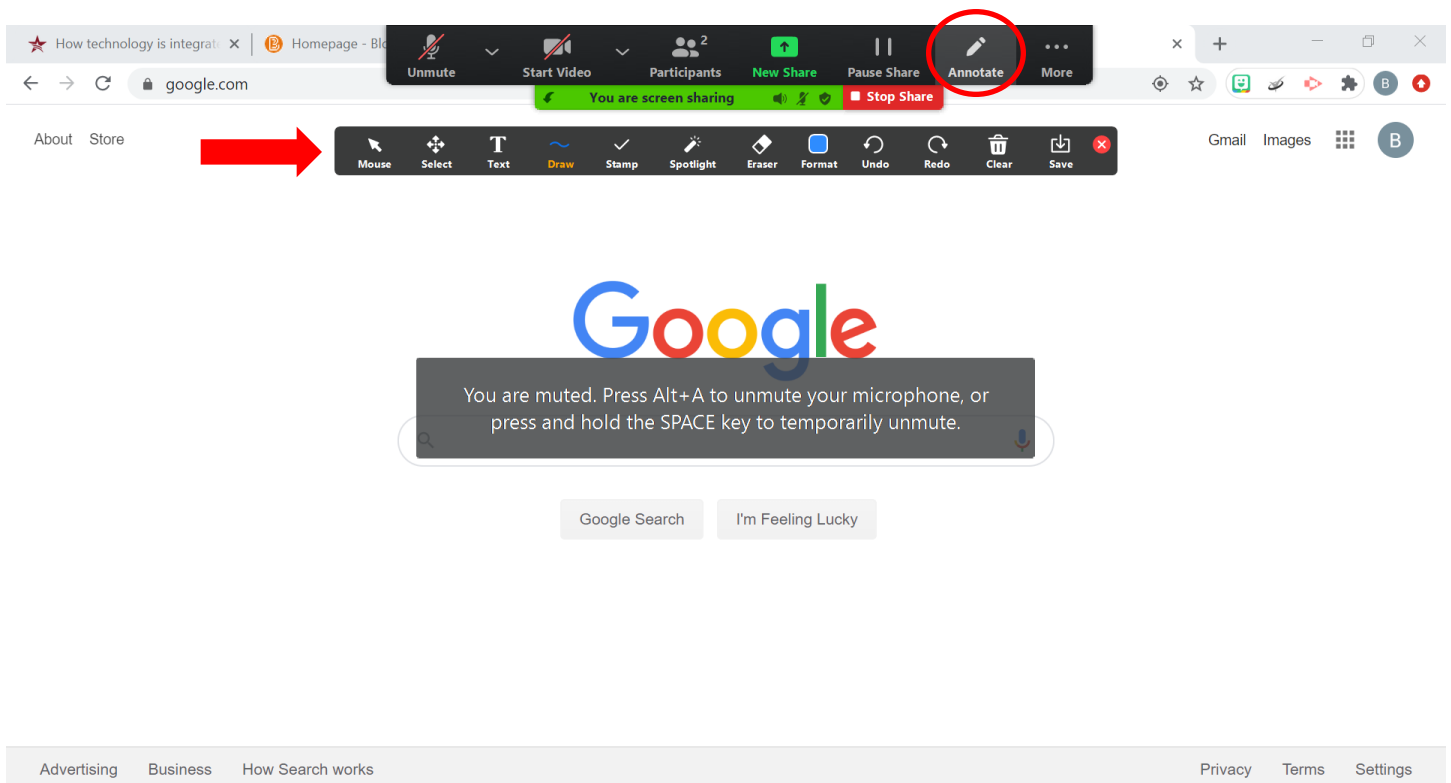 How technology is integrat
Homepage - Blo
Unmute
Start Video
2
Participants
New Share
Pause Share
Annotate
More
google.com
You are screen sharing
Stop Share
B
About Store
Mouse Select Text Draw Stamp Spotlight Eraser Format Undo Redo Clear Save
Gmail Images
B
Google
You are muted. Press Alt+A to unmute your microphone, or
press and hold the SPACE key to temporarily unmute.
Google Search I'm Feeling Lucky
Advertising Business How Search works
Privacy Terms Settings